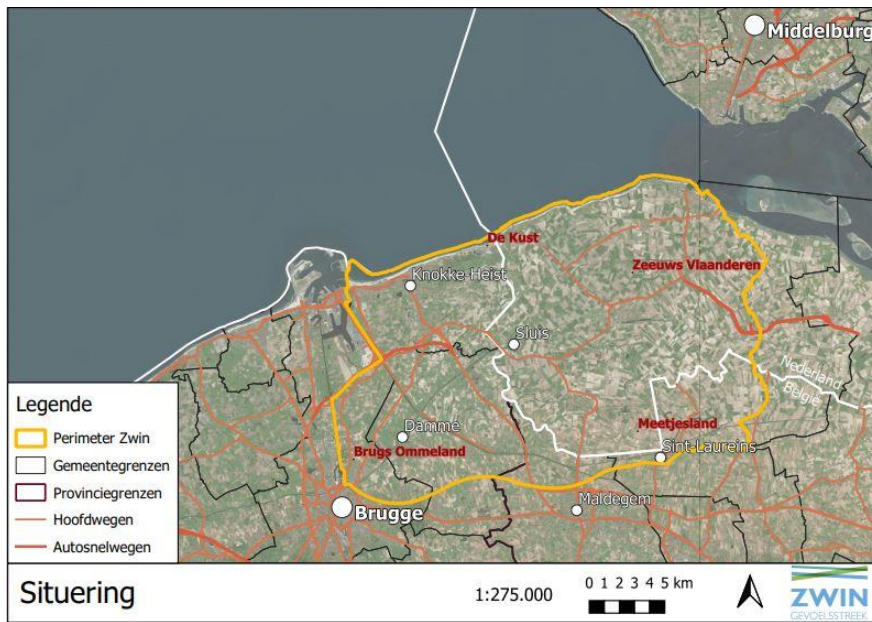 Middelburg
De Kust
Zeeuws Vlaanderen
Knokke-Heist
Sluis
Nederland
België
Meetjesland
Damme
Brugs Ommeland
Sint-Laureins
Maldegem
Brugge
Legende
Perimeter Zwin
Gemeentegrenzen
Provinciegrenzen
Hoofdwegen
Autosnelwegen
Situering
1:275.000
0 1 2 3 4 5 km
ZWIN
GEVOELSSTREEK